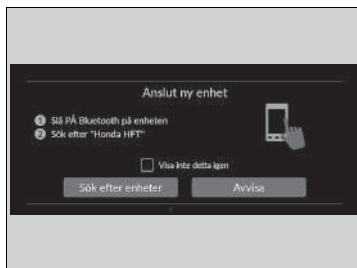 Anslut ny enhet
1 Slå PÅ Bluetooth på enheten
2 Sök efter "Honda HFT"
Visa inte detta igen
Sök efter enheter Avvisa